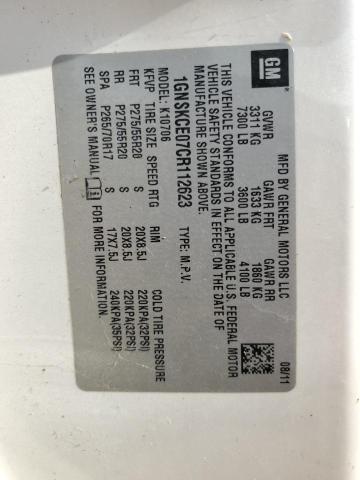 GM
MFD BY GENERAL MOTORS LLC 08/11
GVWR GAWR FRT GAWR RR
3311 KG 1633 KG 1860 KG
7300 LB 3600 LB 4100 LB
THIS VEHICLE CONFORMS TO ALL APPLICABLE U.S. FEDERAL MOTOR
VEHICLE SAFETY STANDARDS IN EFFECT ON THE DATE OF
MANUFACTURE SHOWN ABOVE.
1GNSKCE07CR112623 TYPE: M.P.V.
MODEL: K10706
KFVP TIRE SIZE SPEED RTG RIM COLD TIRE PRESSURE
FRT P275/55R20 S 20X8.5J 220KPA(32PSI)
RR P275/55R20 S 20X8.5J 220KPA(32PSI)
SPA P265/70R17 S 17X7.5J 240KPA(35PSI)
SEE OWNER'S MANUAL